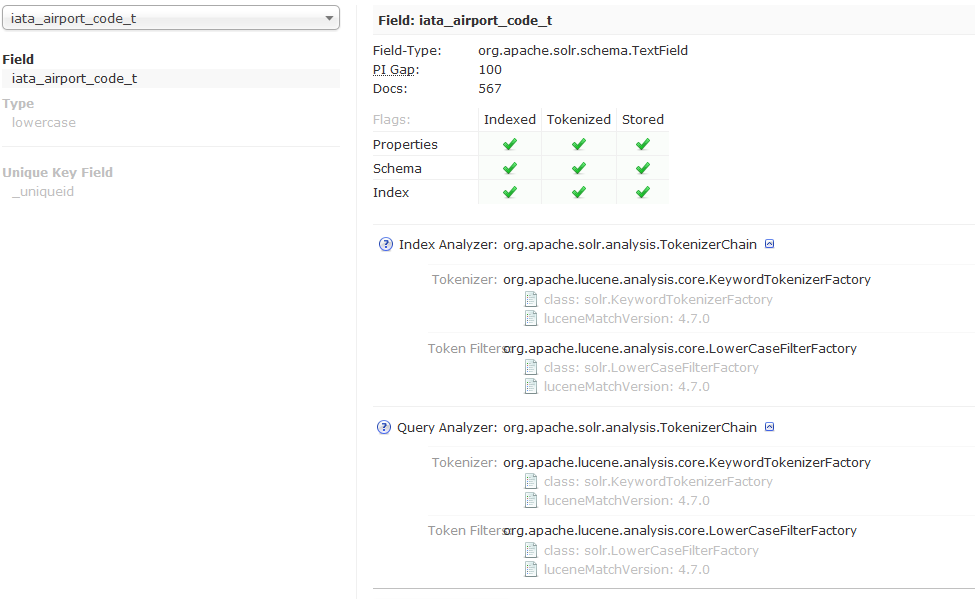 iata_airport_code_t
Field
iata_airport_code_t
Type
lowercase
Unique Key Field
_uniqueid
Field: iata_airport_code_t
Field-Type: org.apache.solr.schema.TextField
PI Gap: 100
Docs: 567
Flags: Indexed Tokenized Stored
Properties
Schema
Index
Index Analyzer: org.apache.solr.analysis.TokenizerChain
Tokenizer: org.apache.lucene.analysis.core.KeywordTokenizerFactory
class: solr.KeywordTokenizerFactory
luceneMatchVersion: 4.7.0
Token Filters: org.apache.lucene.analysis.core.LowerCaseFilterFactory
class: solr.LowerCaseFilterFactory
luceneMatchVersion: 4.7.0
Query Analyzer: org.apache.solr.analysis.TokenizerChain
Tokenizer: org.apache.lucene.analysis.core.KeywordTokenizerFactory
class: solr.KeywordTokenizerFactory
luceneMatchVersion: 4.7.0
Token Filters: org.apache.lucene.analysis.core.LowerCaseFilterFactory
class: solr.LowerCaseFilterFactory
luceneMatchVersion: 4.7.0